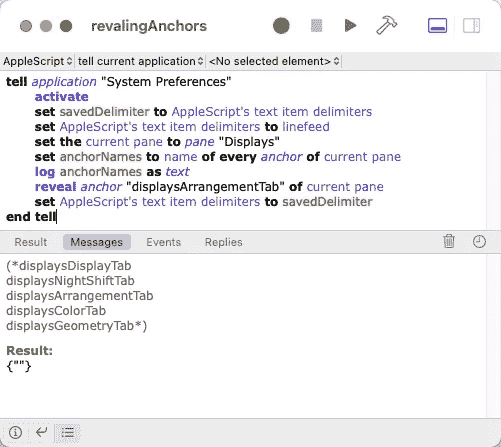 revalingAnchors
AppleScript tell current application <No selected element>
tell application "System Preferences"
activate
set savedDelimiter to AppleScript's text item delimiters
set AppleScript's text item delimiters to linefeed
set the current pane to pane "Displays"
set anchorNames to name of every anchor of current pane
log anchorNames as text
reveal anchor "displaysArrangementTab" of current pane
set AppleScript's text item delimiters to savedDelimiter
end tell
Result Messages Events Replies
(*displaysDisplayTab
displaysNightShiftTab
displaysArrangementTab
displaysColorTab
displaysGeometryTab*)
Result:
{""}